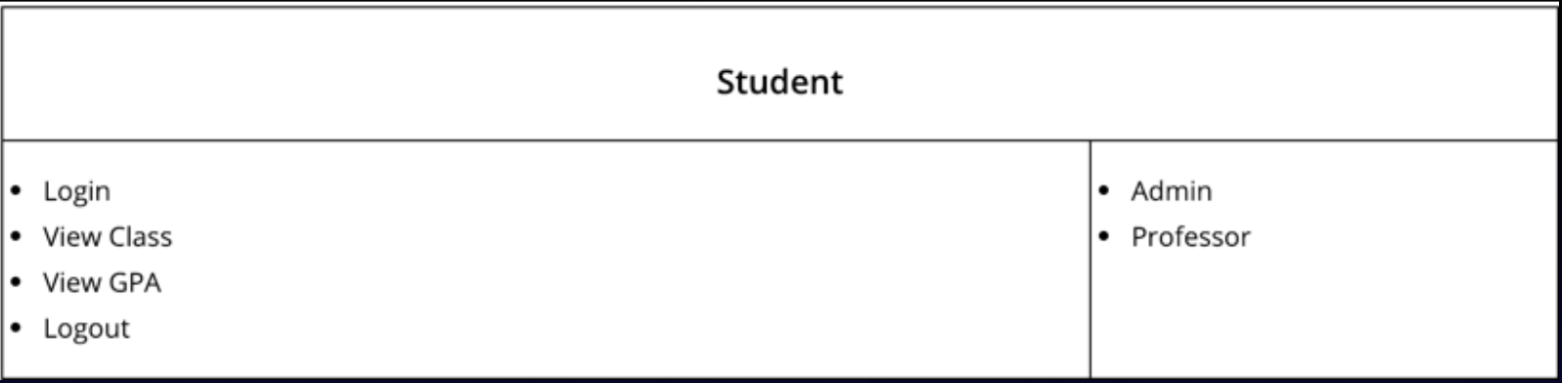 Student
• Login
• View Class
• View GPA
• Logout
• Admin
• Professor